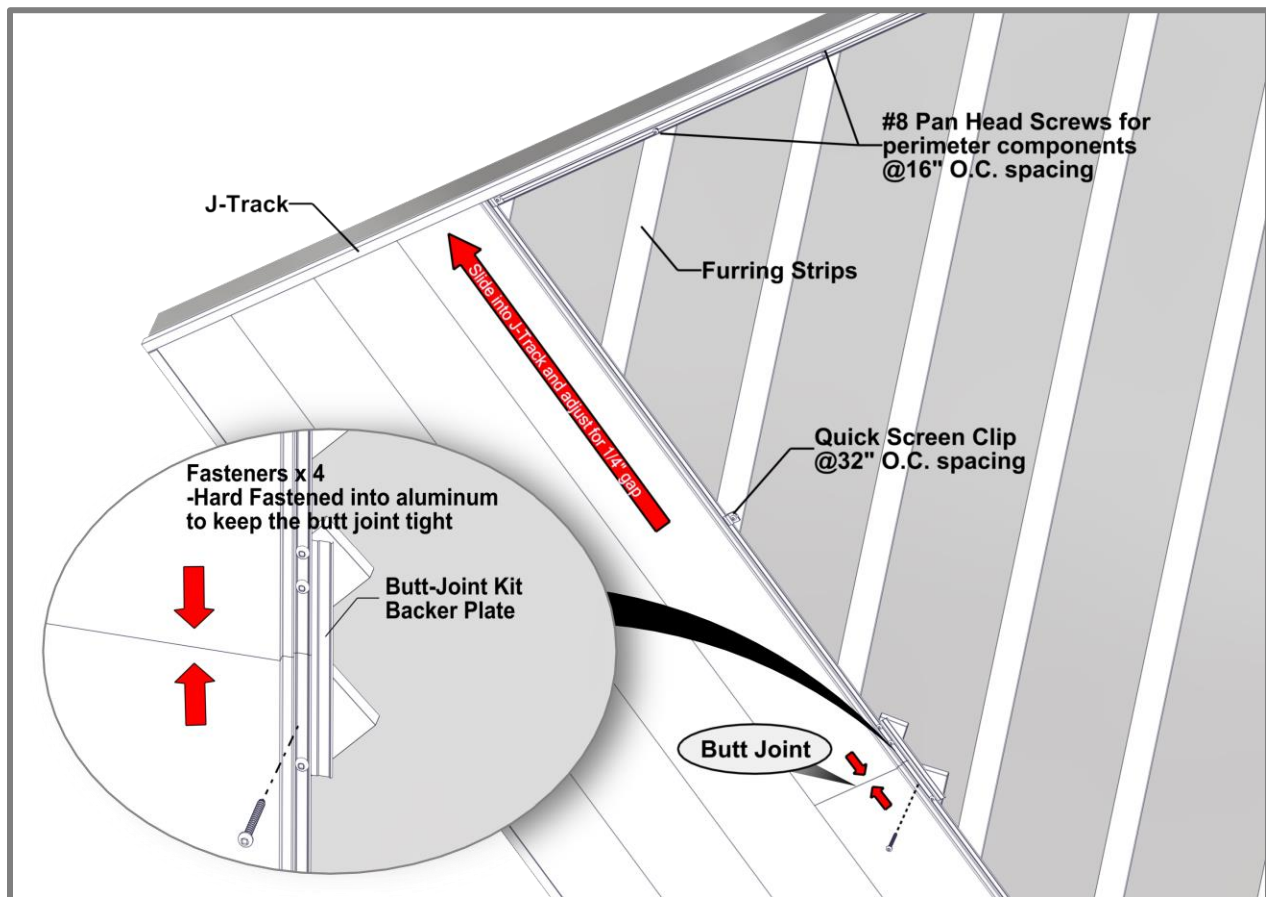 #8 Pan Head Screws for
perimeter components
@16" O.C. spacing
J-Track
Furring Strips
Slide into J-Track and adjust for 1/4" gap
Quick Screen Clip
@32" O.C. spacing
Fasteners x 4
-Hard Fastened into aluminum
to keep the butt joint tight
Butt-Joint Kit
Backer Plate
Butt Joint